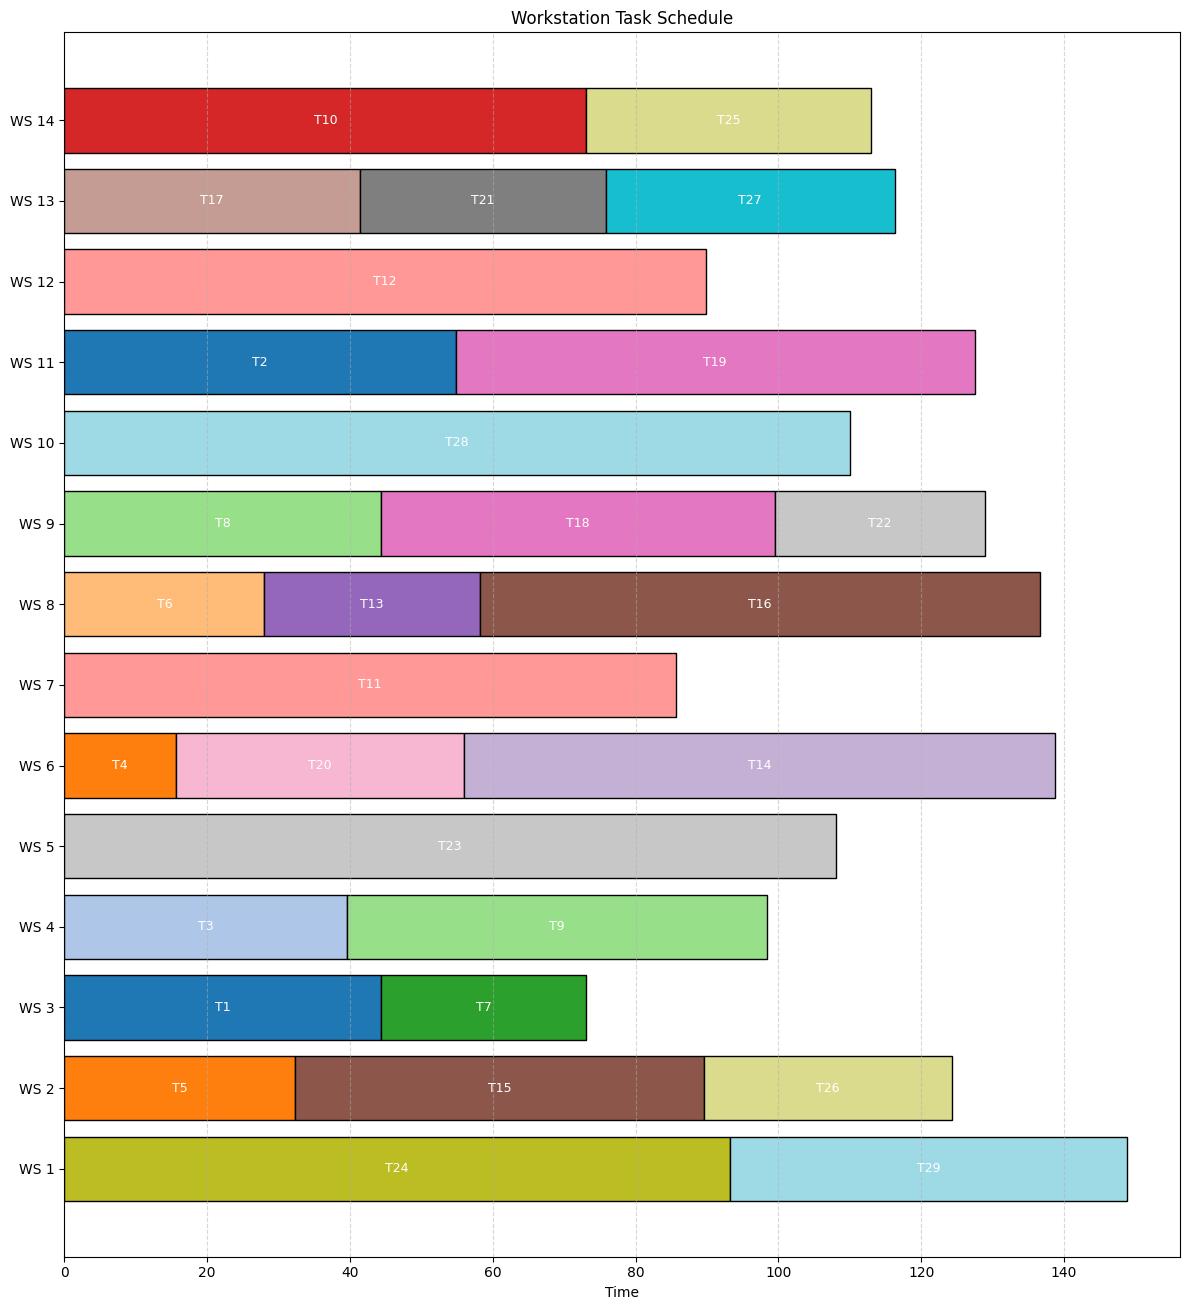 Workstation Task Schedule
WS 14 T10 T25
WS 13 T17 T21 T27
WS 12 T12
WS 11 T2 T19
WS 10 T28
WS 9 T8 T18 T22
WS 8 T6 T13 T16
WS 7 T11
WS 6 T4 T20 T14
WS 5 T23
WS 4 T3 T9
WS 3 T1 T7
WS 2 T5 T15 T26
WS 1 T24 T29
0 20 40 60 80 100 120 140
Time